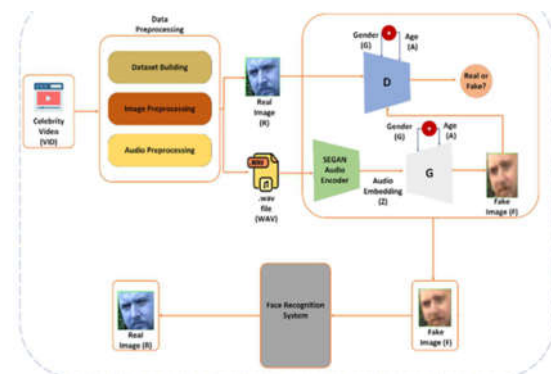 Data
Preprocessing
Dataset Building
Image Preprocessing
Audio Preprocessing
Celebrity
Video
(VID)
Real
Image
(R)
WAV
.wav
file
(WAV)
Gender
(G)
Age
(A)
D
Real or
Fake?
SEGAN
Audio
Encoder
Audio
Embedding
(Z)
Gender
(G)
Age
(A)
G
Fake
Image (F)
Real
Image (R)
Face Recognition
System
Fake
Image (F)